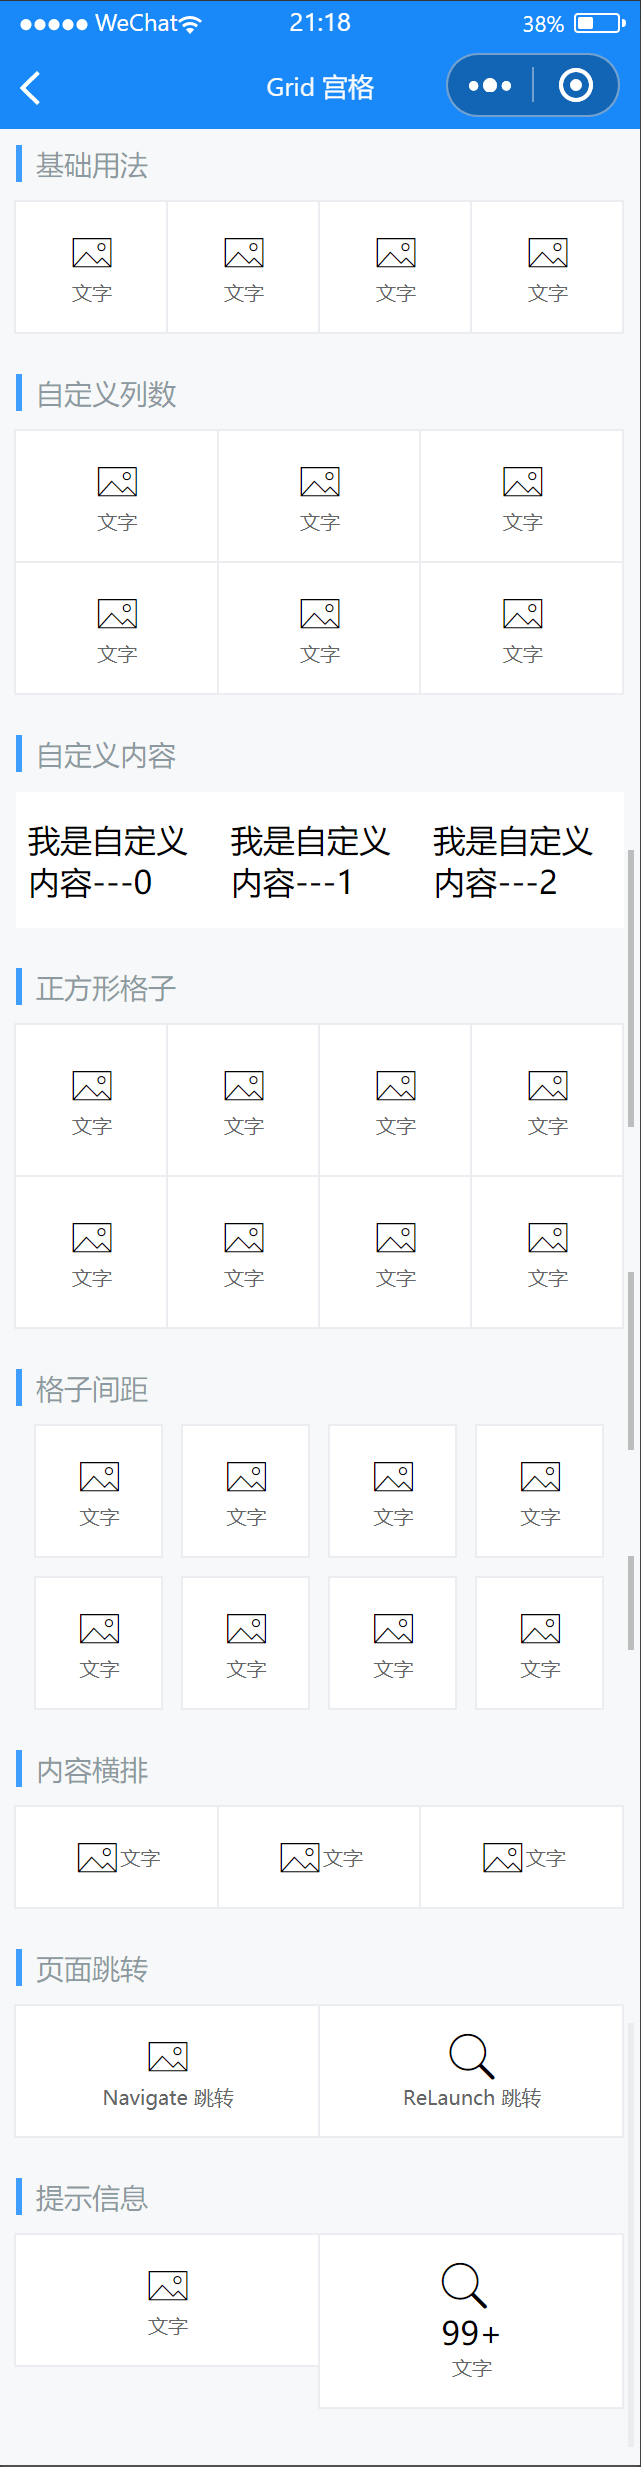 WeChat 21:18 38%
Grid 宫格
基础用法
文字 文字 文字 文字
自定义列数
文字 文字 文字
文字 文字 文字
自定义内容
我是自定义 我是自定义 我是自定义
内容---0 内容---1 内容---2
正方形格子
文字 文字 文字 文字
文字 文字 文字 文字
格子间距
文字 文字 文字 文字
文字 文字 文字 文字
内容横排
文字 文字 文字
页面跳转
Navigate 跳转 ReLaunch 跳转
提示信息
99+
文字 文字